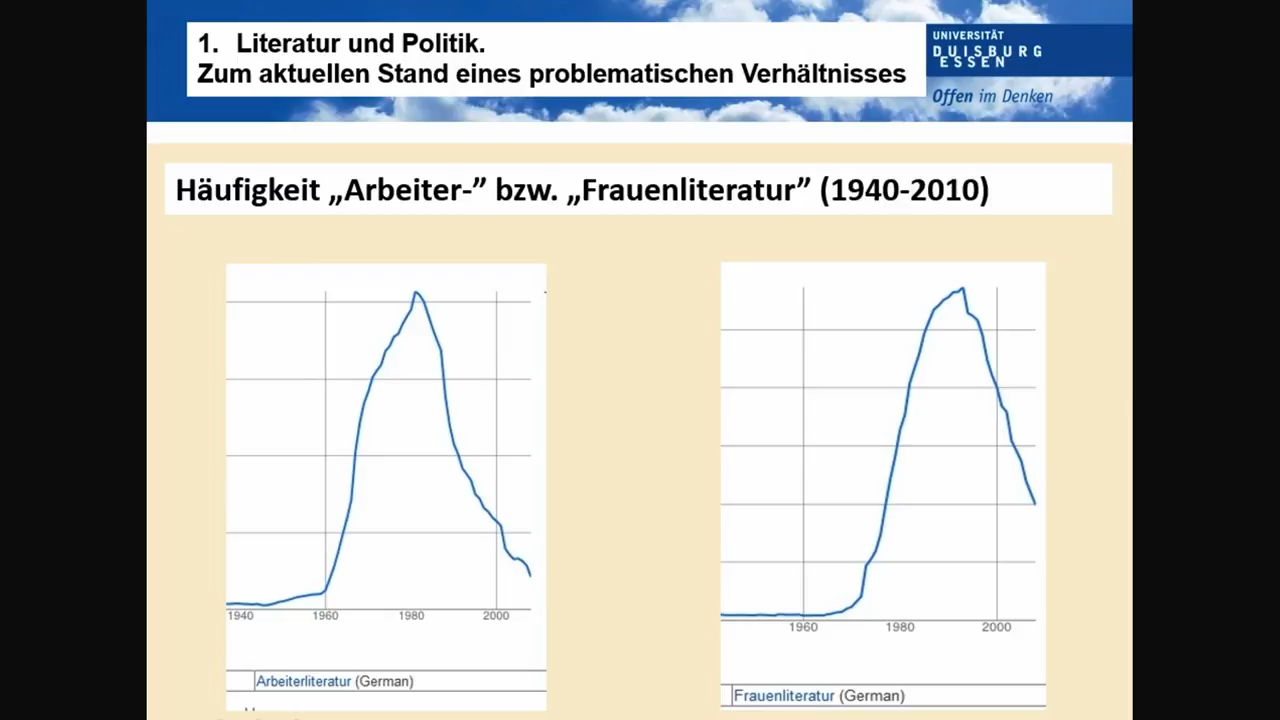 1. Literatur und Politik.
Zum aktuellen Stand eines problematischen Verhältnisses
UNIVERSITÄT
DUISBURG
ESSEN
Offen im Denken
Häufigkeit „Arbeiter-” bzw. „Frauenliteratur” (1940-2010)
1940 1960 1980 2000
1960 1980 2000
Arbeiterliteratur (German)
Frauenliteratur (German)